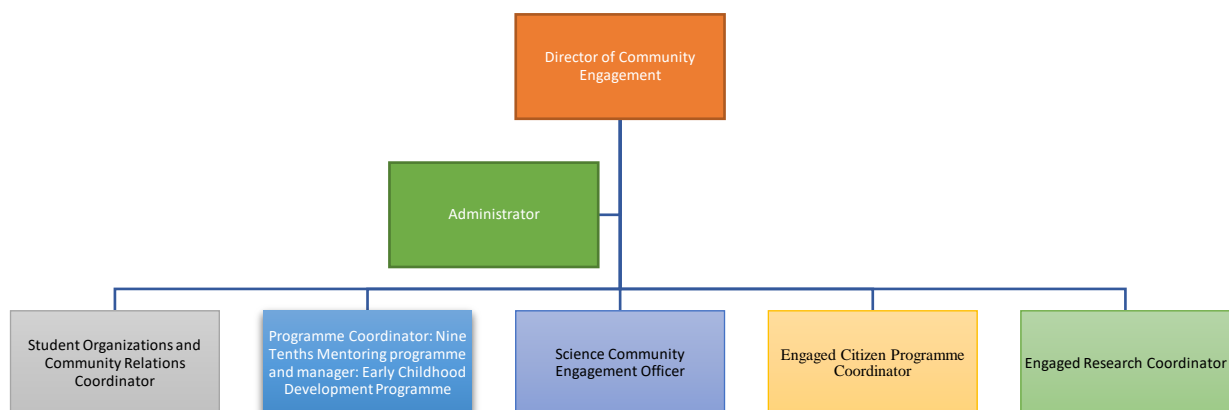 Director of Community
Engagement
Administrator
Student Organizations and
Community Relations
Coordinator
Programme Coordinator: Nine
Tenths Mentoring programme
and manager: Early Childhood
Development Programme
Science Community
Engagement Officer
Engaged Citizen Programme
Coordinator
Engaged Research Coordinator